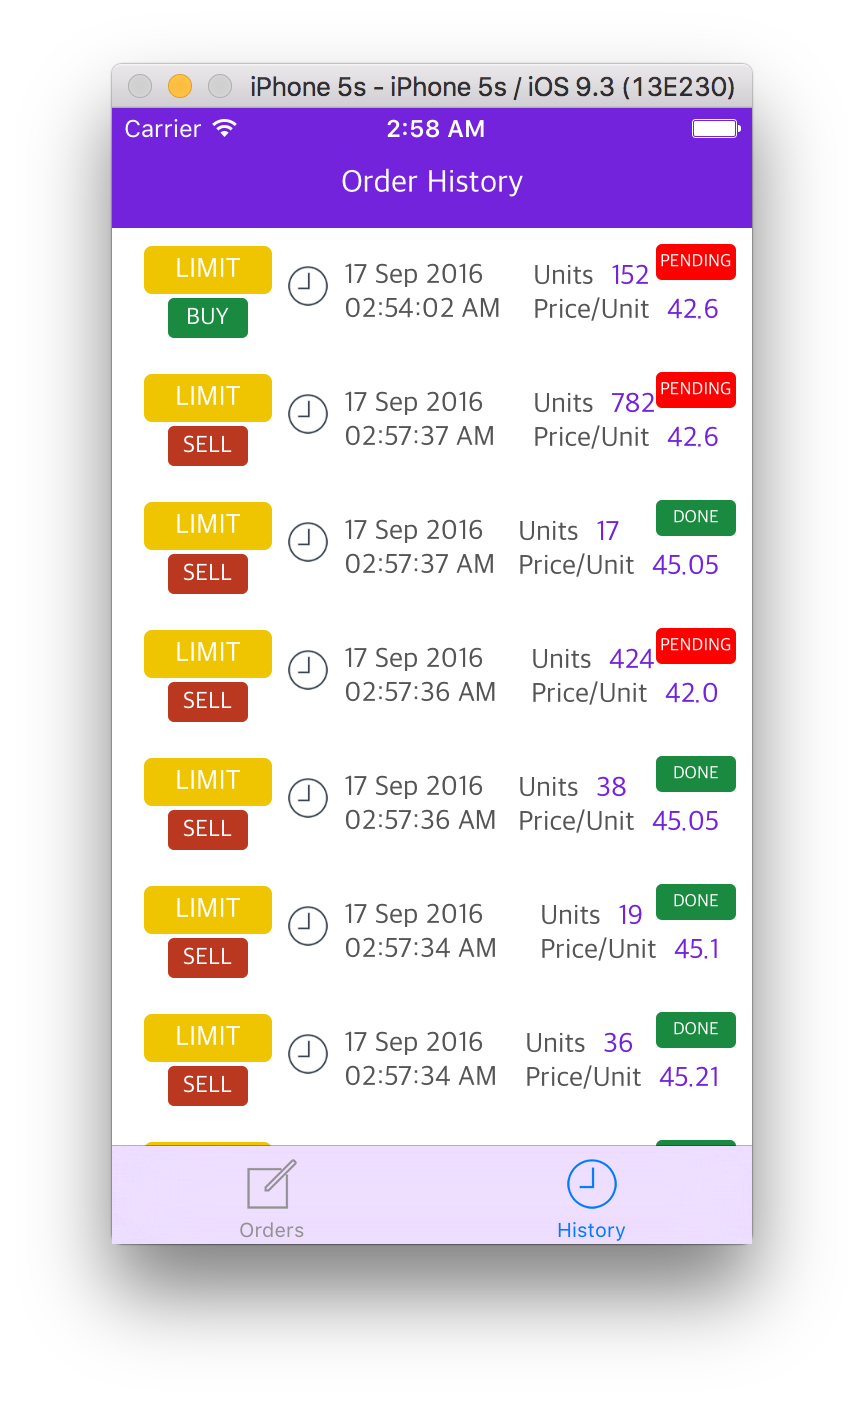 iPhone 5s - iPhone 5s / iOS 9.3 (13E230)
Carrier 2:58 AM
Order History
LIMIT
BUY
17 Sep 2016
02:54:02 AM
Units 152
Price/Unit 42.6
PENDING
LIMIT
SELL
17 Sep 2016
02:57:37 AM
Units 782
Price/Unit 42.6
PENDING
LIMIT
SELL
17 Sep 2016
02:57:37 AM
Units 17
Price/Unit 45.05
DONE
LIMIT
SELL
17 Sep 2016
02:57:36 AM
Units 424
Price/Unit 42.0
PENDING
LIMIT
SELL
17 Sep 2016
02:57:36 AM
Units 38
Price/Unit 45.05
DONE
LIMIT
SELL
17 Sep 2016
02:57:34 AM
Units 19
Price/Unit 45.1
DONE
LIMIT
SELL
17 Sep 2016
02:57:34 AM
Units 36
Price/Unit 45.21
DONE
Orders
History